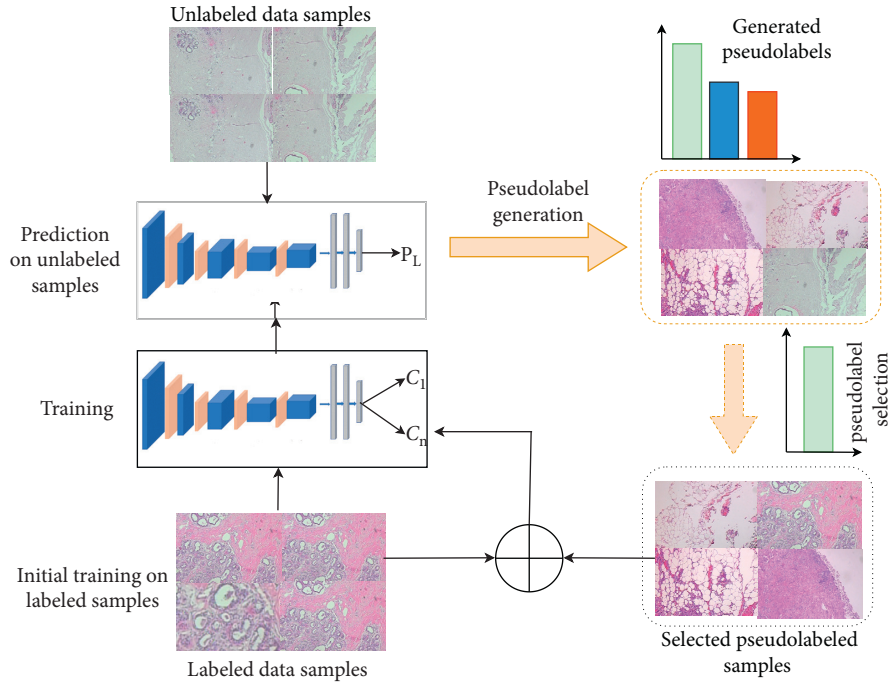 Unlabeled data samples
Generated
pseudolabels
Prediction
on unlabeled
samples
P_L
Pseudolabel
generation
Training
C_1
C_n
pseudolabel
selection
Initial training on
labeled samples
Labeled data samples
Selected pseudolabeled
samples